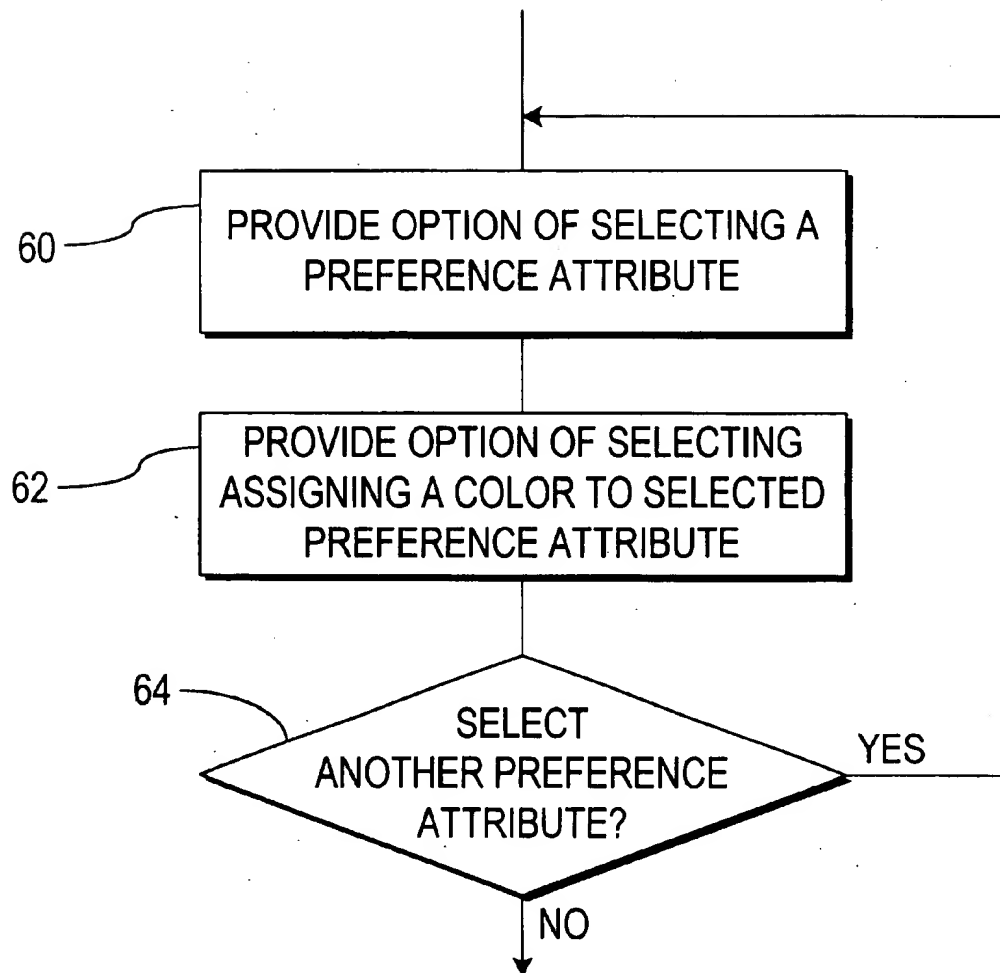 60
PROVIDE OPTION OF SELECTING A
PREFERENCE ATTRIBUTE
62
PROVIDE OPTION OF SELECTING
ASSIGNING A COLOR TO SELECTED
PREFERENCE ATTRIBUTE
64
SELECT
ANOTHER PREFERENCE
ATTRIBUTE?
YES
NO